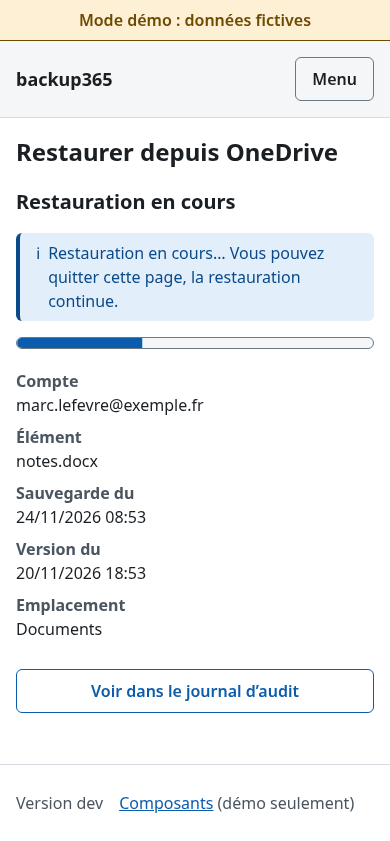 Mode démo : données fictives
backup365
Menu
Restaurer depuis OneDrive
Restauration en cours
i Restauration en cours… Vous pouvez
quitter cette page, la restauration
continue.
Compte
marc.lefevre@exemple.fr
Élément
notes.docx
Sauvegarde du
24/11/2026 08:53
Version du
20/11/2026 18:53
Emplacement
Documents
Voir dans le journal d’audit
Version dev Composants (démo seulement)